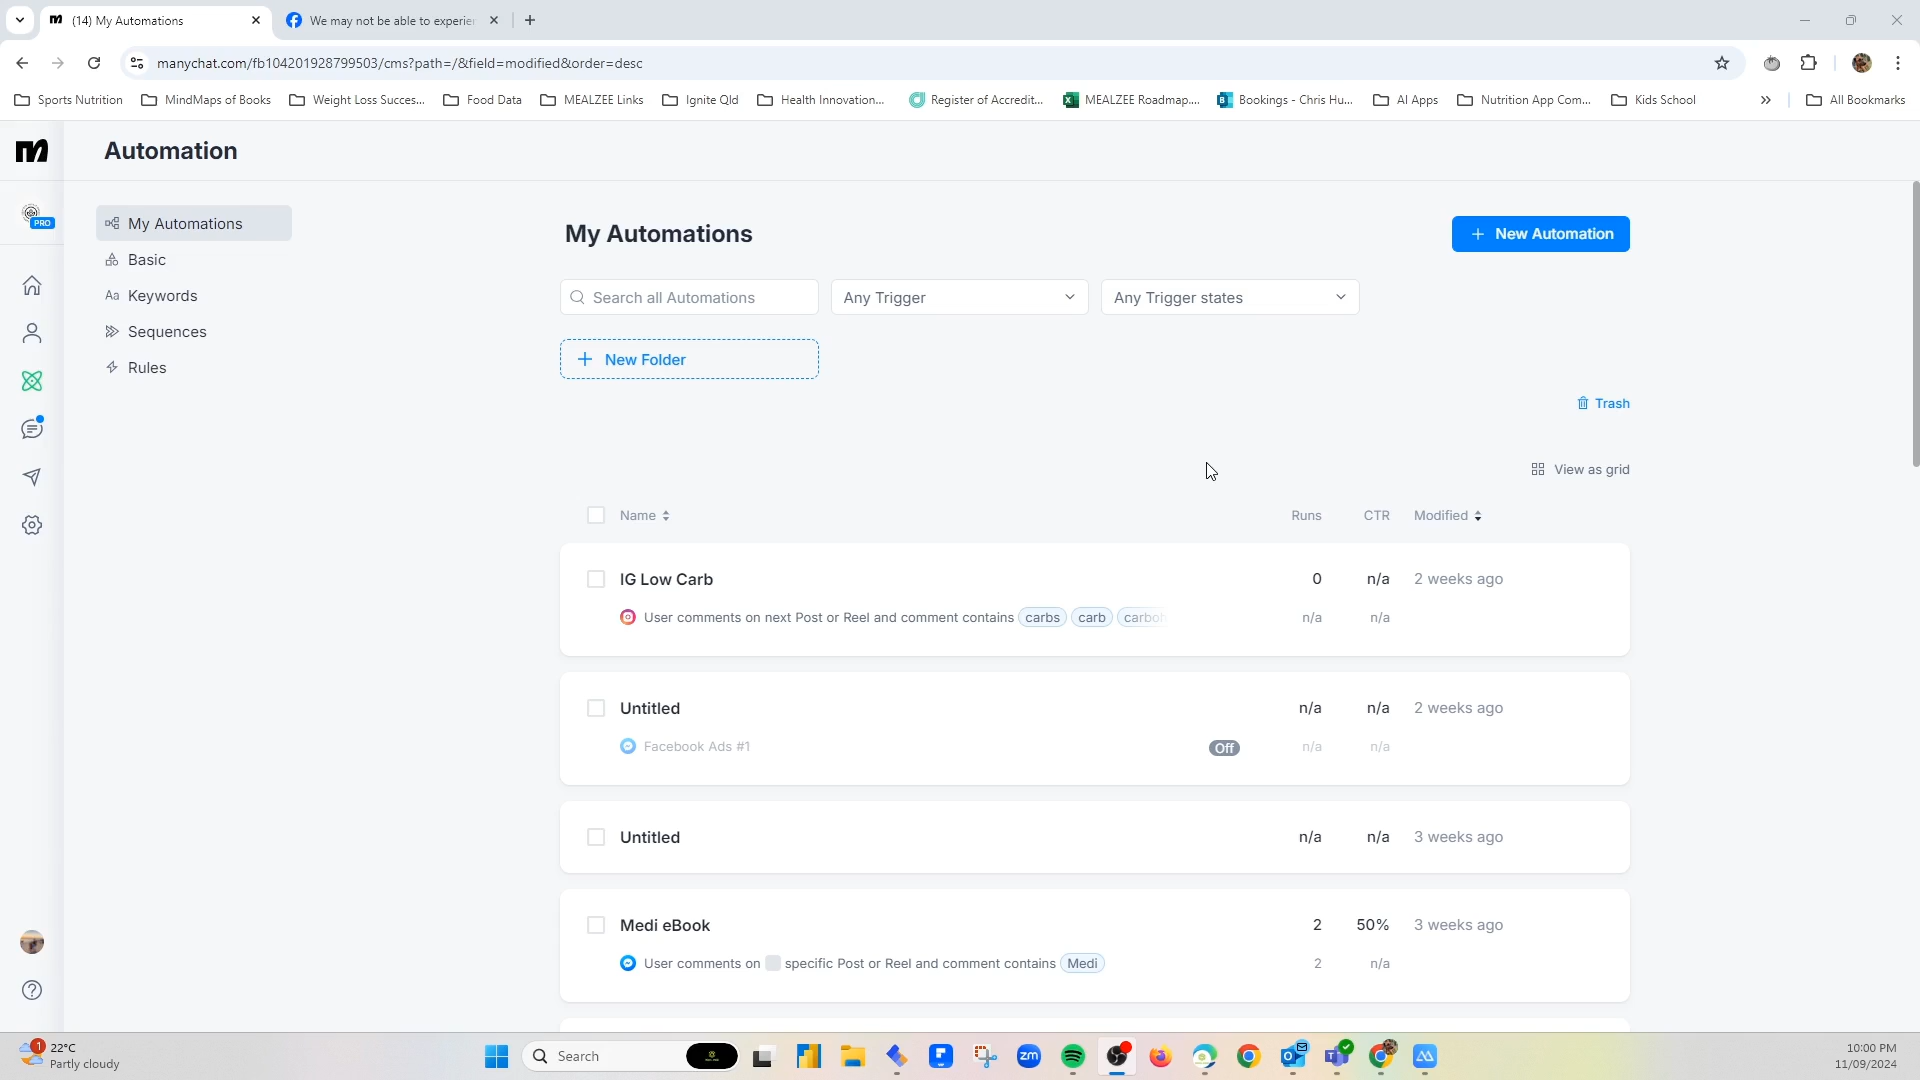 (14) My Automations
We may not be able to experie
manychat.com/fb104201928799503/cms?path=/&field=modified&order=desc
Sports Nutrition
MindMaps of Books
Weight Loss Succes...
Food Data
MEALZEE Links
Ignite Qld
Health Innovation...
Register of Accredit...
MEALZEE Roadmap....
Bookings - Chris Hu...
AI Apps
Nutrition App Com...
Kids School
All Bookmarks
Automation
PRO
My Automations
Basic
Aa Keywords
Sequences
Rules
My Automations
New Automation
Search all Automations
Any Trigger
Any Trigger states
New Folder
Trash
View as grid
Name Runs CTR Modified
IG Low Carb 0 n/a 2 weeks ago
User comments on next Post or Reel and comment contains carbs carb carboh n/a n/a
Untitled n/a n/a 2 weeks ago
Facebook Ads #1 Off n/a n/a
Untitled n/a n/a 3 weeks ago
Medi eBook 2 50% 3 weeks ago
User comments on specific Post or Reel and comment contains Medi 2 n/a
1
22°C
Partly cloudy
Search
zm
10:00 PM
11/09/2024